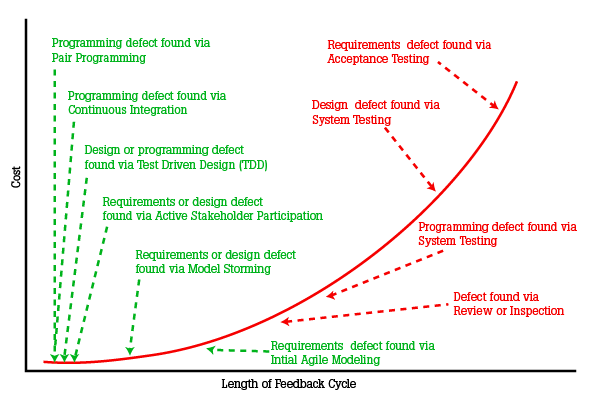 Programming defect found via
Pair Programming
Programming defect found via
Continuous Integration
Design or programming defect
found via Test Driven Design (TDD)
Requirements or design defect
found via Active Stakeholder Participation
Requirements or design defect
found via Model Storming
Requirements defect found via
Acceptance Testing
Design defect found via
System Testing
Programming defect found via
System Testing
Defect found via
Review or Inspection
Requirements defect found via
Intial Agile Modeling
Cost
Length of Feedback Cycle